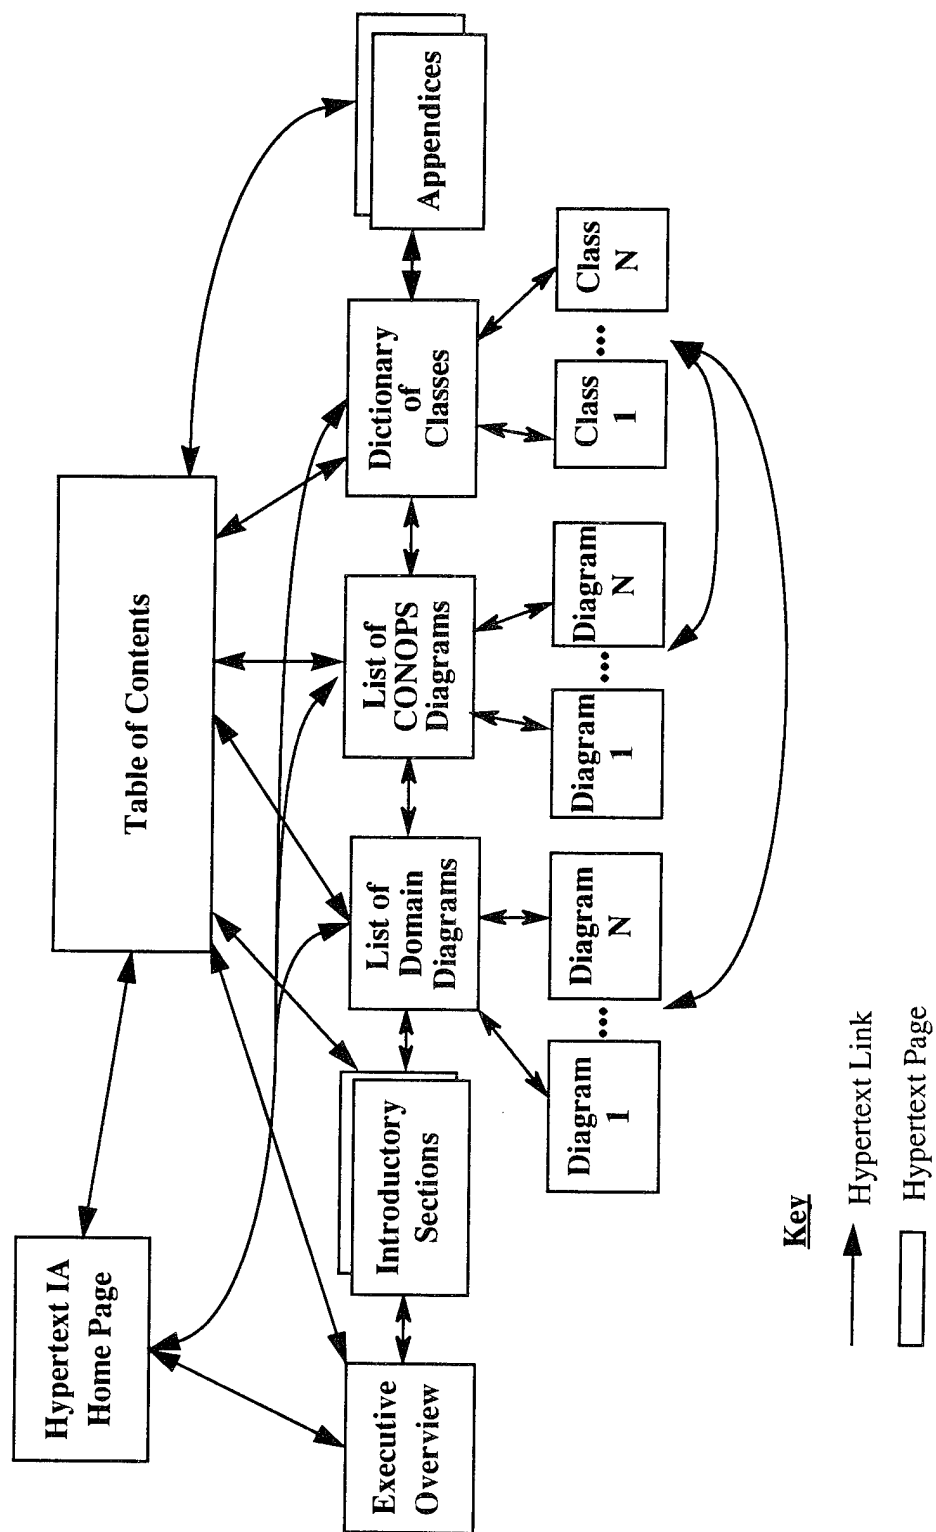 Hypertext IA
Home Page
Table of Contents
Executive
Overview
Introductory
Sections
List of
Domain
Diagrams
List of
CONOPS
Diagrams
Dictionary
of
Classes
Appendices
Diagram
1
...
Diagram
N
Diagram
1
...
Diagram
N
Class
1
...
Class
N
Key
Hypertext Link
Hypertext Page